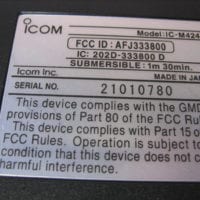 ICOM Model:IC-M424
FCC ID : AFJ333800
IC: 202D-333800 D
SUBMERSIBLE: 1m 30min.
Icom Inc. MADE IN JA
SERIAL NO. 21010780
This device complies with the GMD
provisions of Part 80 of the FCC Rul
This device complies with Part 15 of
FCC Rules. Operation is subject to
condition that this device do
harmful interference.